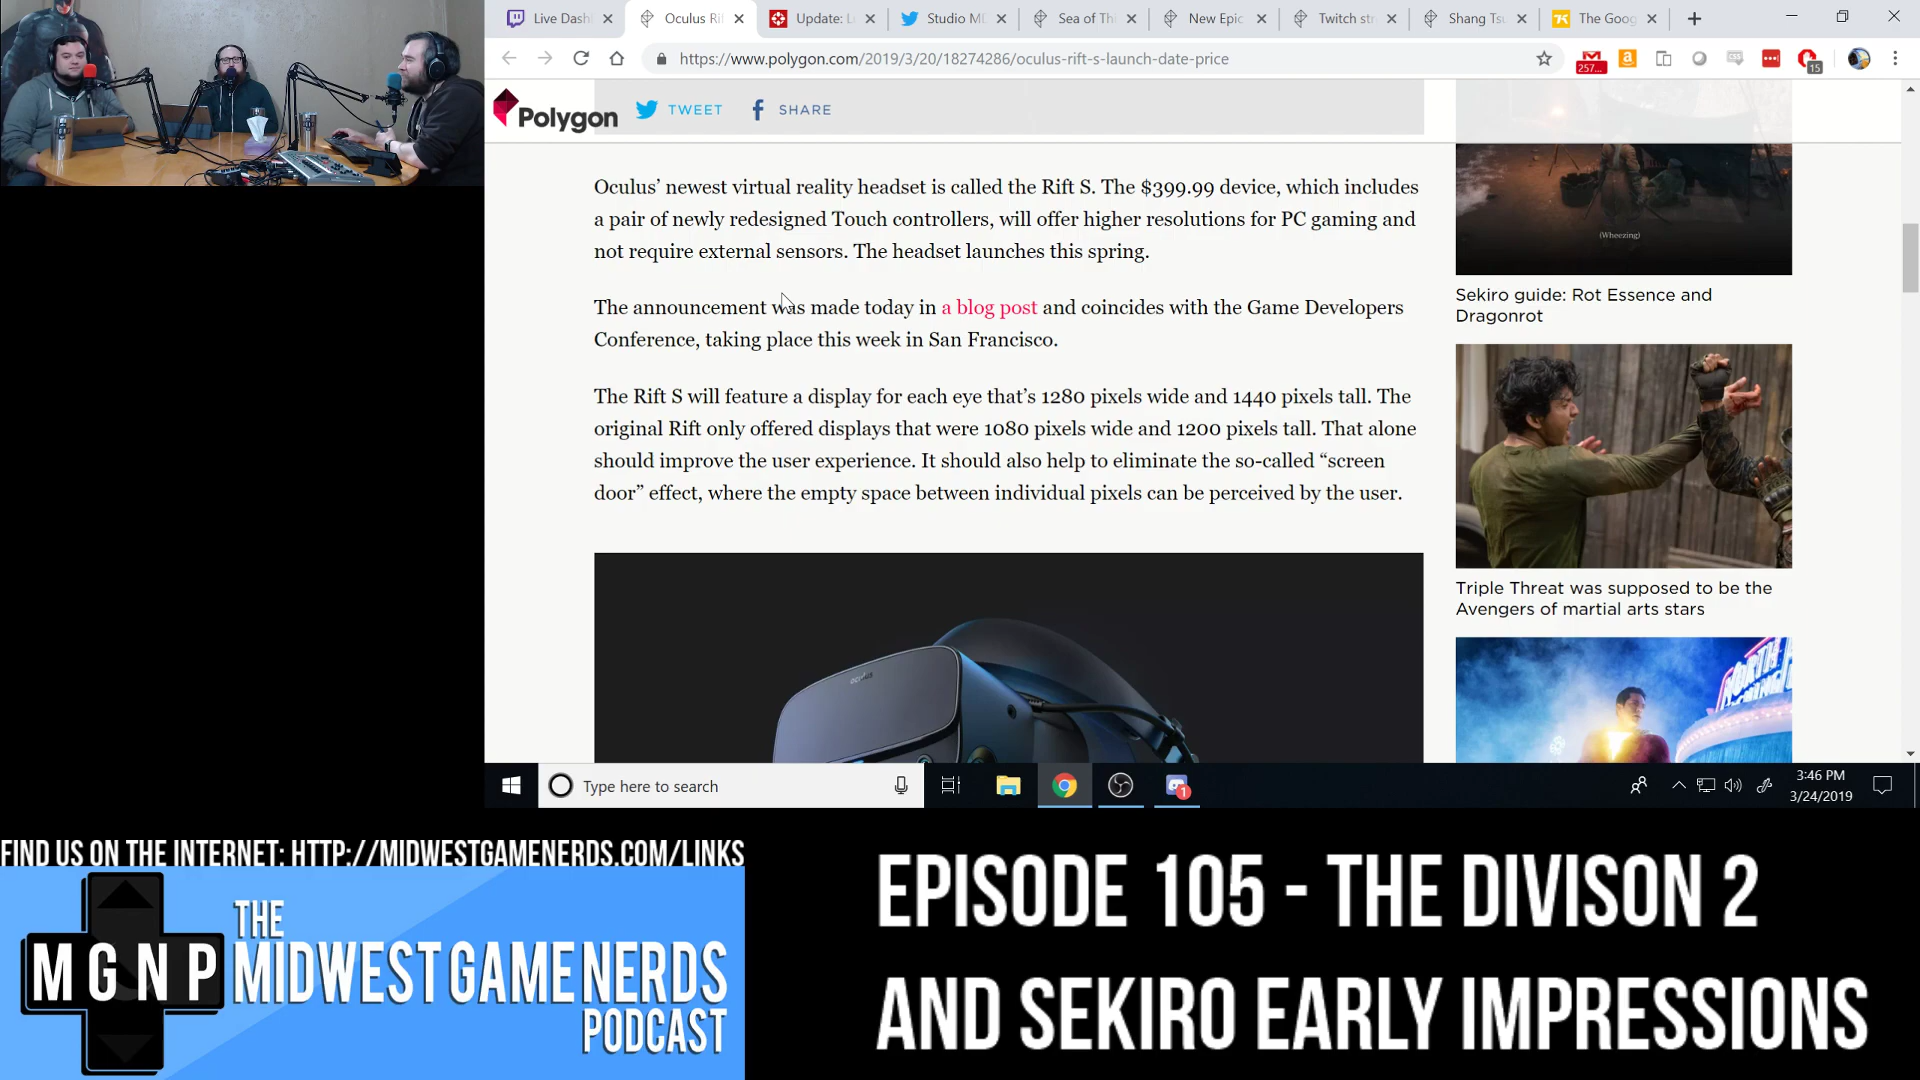 Live Dash
Oculus Ri
Update: L
Studio MD
Sea of Th
New Epic
Twitch str
Shang Tsu
The Goog
https://www.polygon.com/2019/3/20/18274286/oculus-rift-s-launch-date-price
257...
15
Polygon
TWEET
SHARE
Oculus’ newest virtual reality headset is called the Rift S. The $399.99 device, which includes
a pair of newly redesigned Touch controllers, will offer higher resolutions for PC gaming and
not require external sensors. The headset launches this spring.
The announcement was made today in a blog post and coincides with the Game Developers
Conference, taking place this week in San Francisco.
The Rift S will feature a display for each eye that’s 1280 pixels wide and 1440 pixels tall. The
original Rift only offered displays that were 1080 pixels wide and 1200 pixels tall. That alone
should improve the user experience. It should also help to eliminate the so-called “screen
door” effect, where the empty space between individual pixels can be perceived by the user.
oculus
(Wheezing)
Sekiro guide: Rot Essence and
Dragonrot
Triple Threat was supposed to be the
Avengers of martial arts stars
Type here to search
1
3:46 PM
3/24/2019
FIND US ON THE INTERNET: HTTP://MIDWESTGAMENERDS.COM/LINKS
MGNP
THE
MIDWEST GAME NERDS
PODCAST
EPISODE 105 - THE DIVISON 2
AND SEKIRO EARLY IMPRESSIONS